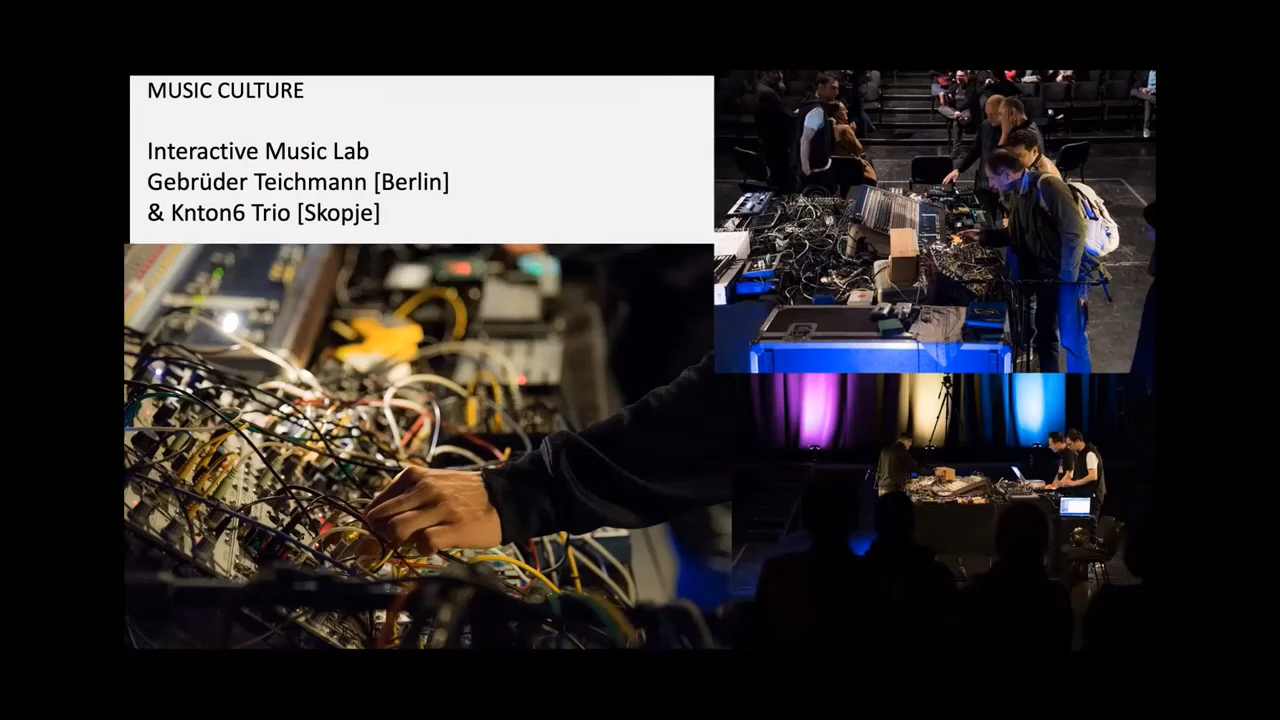 MUSIC CULTURE
Interactive Music Lab
Gebrüder Teichmann [Berlin]
& Knton6 Trio [Skopje]